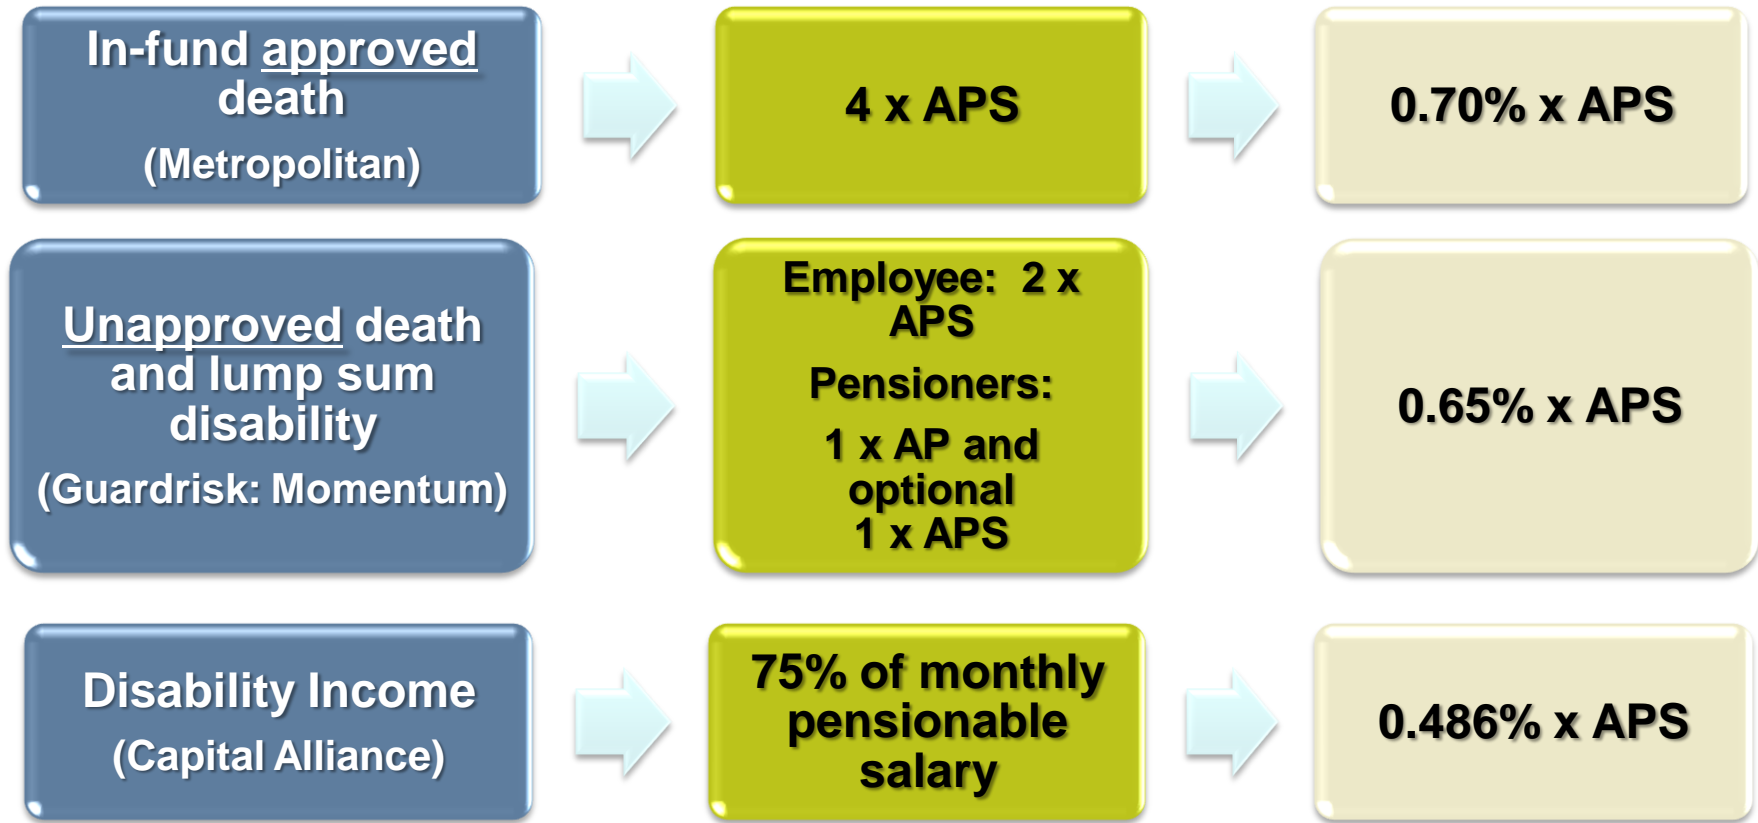 In-fund approved
death
(Metropolitan)
4 x APS
0.70% x APS
Unapproved death
and lump sum
disability
(Guardrisk: Momentum)
Employee:  2 x
APS
Pensioners:
1 x AP and
optional
1 x APS
0.65% x APS
Disability Income
(Capital Alliance)
75% of monthly
pensionable
salary
0.486% x APS